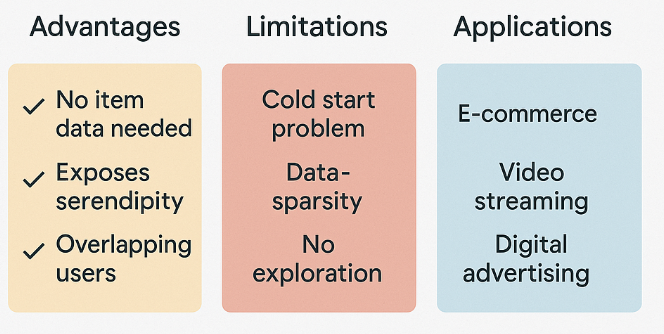 Advantages
No item
data needed
Exposes
serendipity
Overlapping
users
Limitations
Cold start
problem
Data-
sparsity
No
exploration
Applications
E-commerce
Video
streaming
Digital
advertising